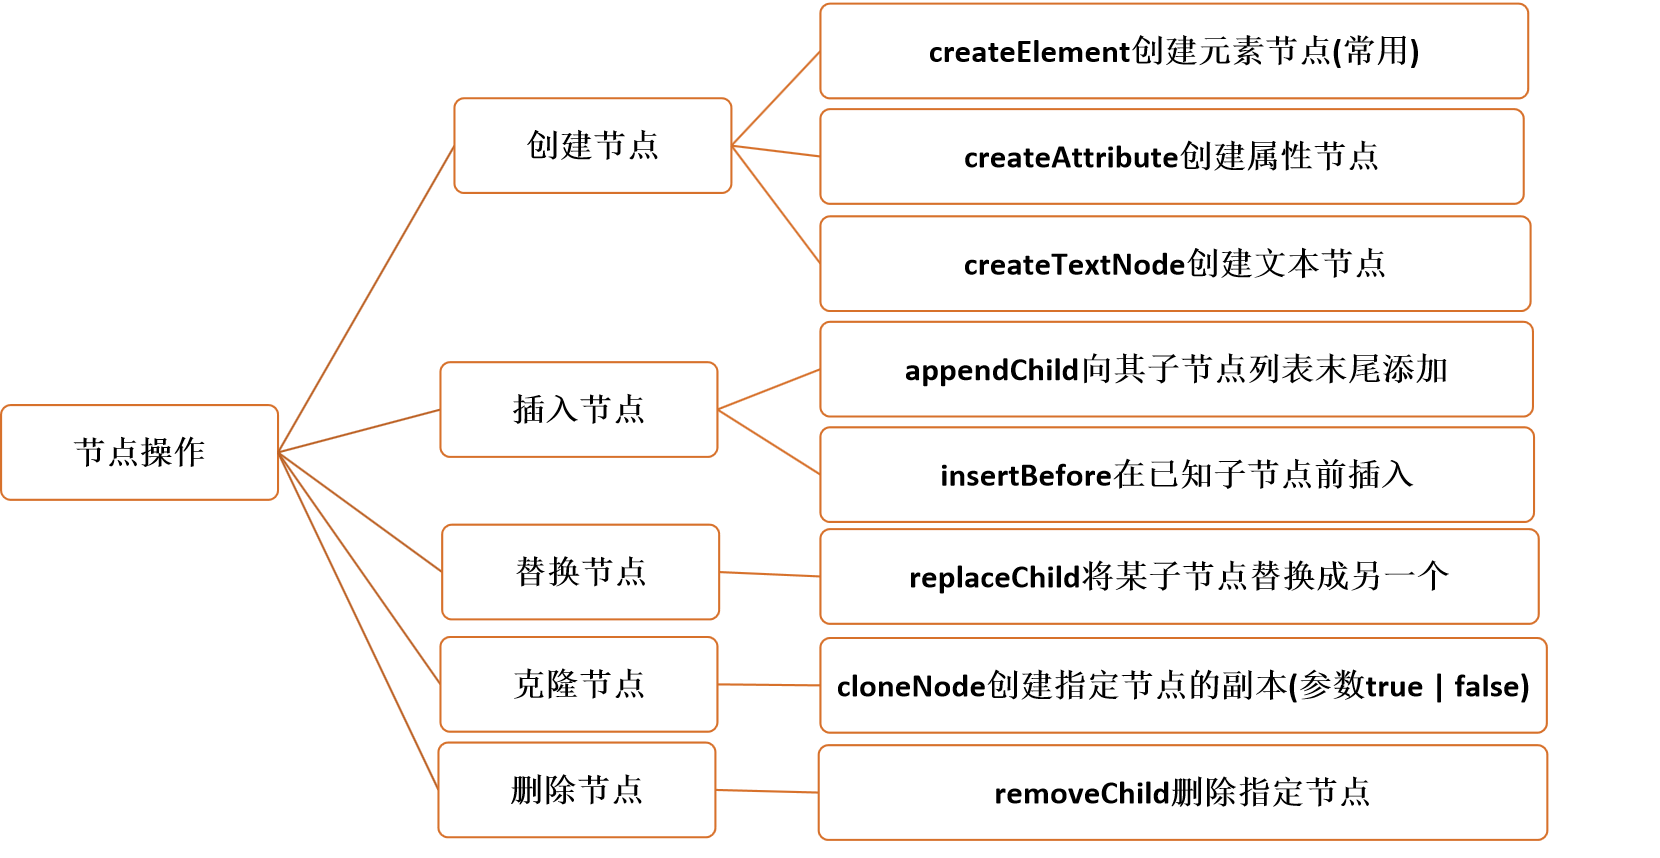 节点操作
创建节点
createElement创建元素节点(常用)
createAttribute创建属性节点
createTextNode创建文本节点
插入节点
appendChild向其子节点列表末尾添加
insertBefore在已知子节点前插入
替换节点
replaceChild将某子节点替换成另一个
克隆节点
cloneNode创建指定节点的副本(参数true | false)
删除节点
removeChild删除指定节点